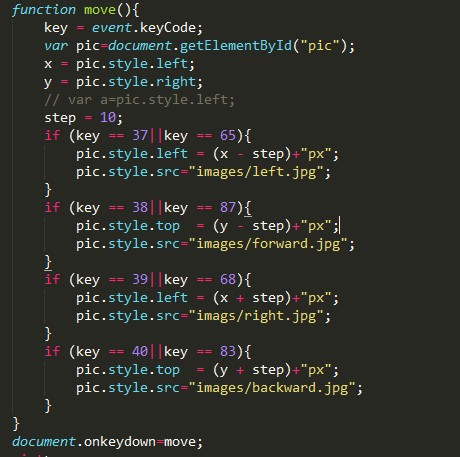 function move(){
key = event.keyCode;
var pic=document.getElementById("pic");
x = pic.style.left;
y = pic.style.right;
// var a=pic.style.left;
step = 10;
if (key == 37||key == 65){
pic.style.left = (x - step)+"px";
pic.style.src="images/left.jpg";
}
if (key == 38||key == 87){
pic.style.top  = (y - step)+"px";
pic.style.src="images/forward.jpg";
}
if (key == 39||key == 68){
pic.style.left = (x + step)+"px";
pic.style.src="imags/right.jpg";
}
if (key == 40||key == 83){
pic.style.top  = (y + step)+"px";
pic.style.src="images/backward.jpg";
}
}
document.onkeydown=move;